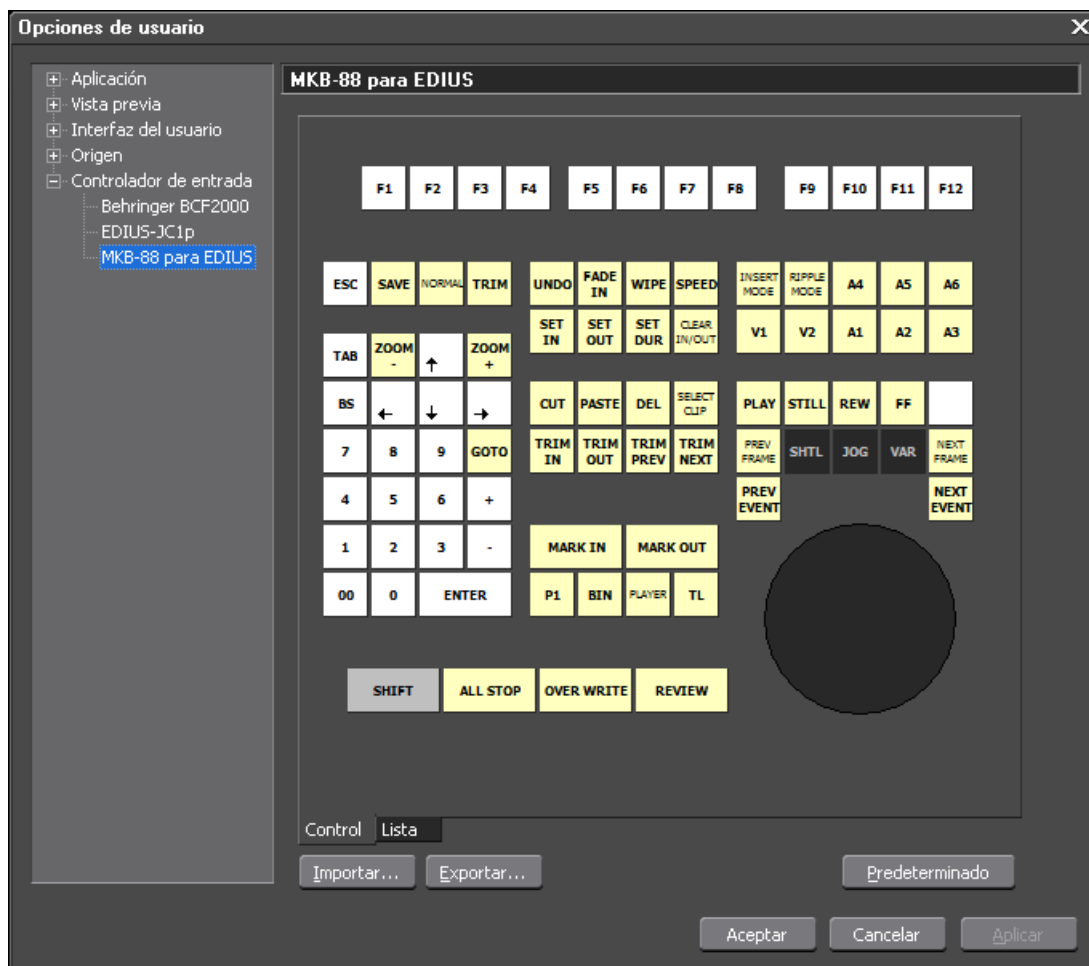 Opciones de usuario
X
Aplicación
Vista previa
Interfaz del usuario
Origen
Controlador de entrada
Behringer BCF2000
EDIUS-JC1p
MKB-88 para EDIUS
MKB-88 para EDIUS
F1 F2 F3 F4 F5 F6 F7 F8 F9 F10 F11 F12
ESC SAVE NORMAL TRIM UNDO FADE IN WIPE SPEED INSERT MODE RIPPLE MODE A4 A5 A6
SET IN SET OUT SET DUR CLEAR IN/OUT V1 V2 A1 A2 A3
TAB ZOOM - ↑ ZOOM +
BS ← ↓ → CUT PASTE DEL SELECT CLIP PLAY STILL REW FF
7 8 9 GOTO TRIM IN TRIM OUT TRIM PREV TRIM NEXT PREV FRAME SHTL JOG VAR NEXT FRAME
4 5 6 + PREV EVENT NEXT EVENT
1 2 3 - MARK IN MARK OUT
00 0 ENTER P1 BIN PLAYER TL
SHIFT ALL STOP OVER WRITE REVIEW
Control Lista
Importar... Exportar... Predeterminado
Aceptar Cancelar Aplicar